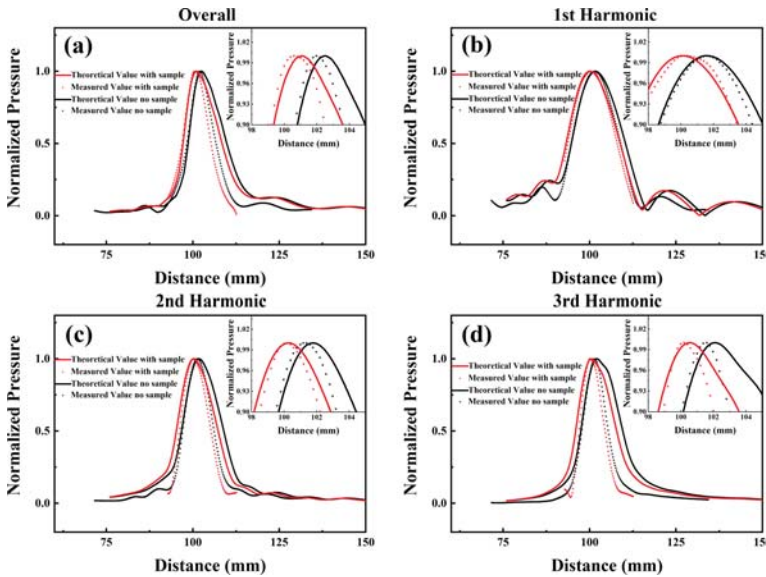 Overall
(a)
Normalized Pressure
1.0
0.5
0.0
75
100
125
150
Distance (mm)
Theoretical Value with sample
Measured Value with sample
Theoretical Value no sample
Measured Value no sample
Normalized Pressure
1.02
0.99
0.96
0.93
0.90
98
100
102
104
Distance (mm)
1st Harmonic
(b)
Normalized Pressure
1.0
0.5
0.0
75
100
125
150
Distance (mm)
Theoretical Value with sample
Measured Value with sample
Theoretical Value no sample
Measured Value no sample
Normalized Pressure
1.02
0.99
0.96
0.93
0.90
98
100
102
104
Distance (mm)
2nd Harmonic
(c)
Normalized Pressure
1.0
0.5
0.0
75
100
125
150
Distance (mm)
Theoretical Value with sample
Measured Value with sample
Theoretical Value no sample
Measured Value no sample
Normalized Pressure
1.02
0.99
0.96
0.93
0.90
98
100
102
104
Distance (mm)
3rd Harmonic
(d)
Normalized Pressure
1.0
0.5
0.0
75
100
125
150
Distance (mm)
Theoretical Value with sample
Measured Value with sample
Theoretical Value no sample
Measured Value no sample
Normalized Pressure
1.02
0.99
0.96
0.93
0.90
98
100
102
104
Distance (mm)